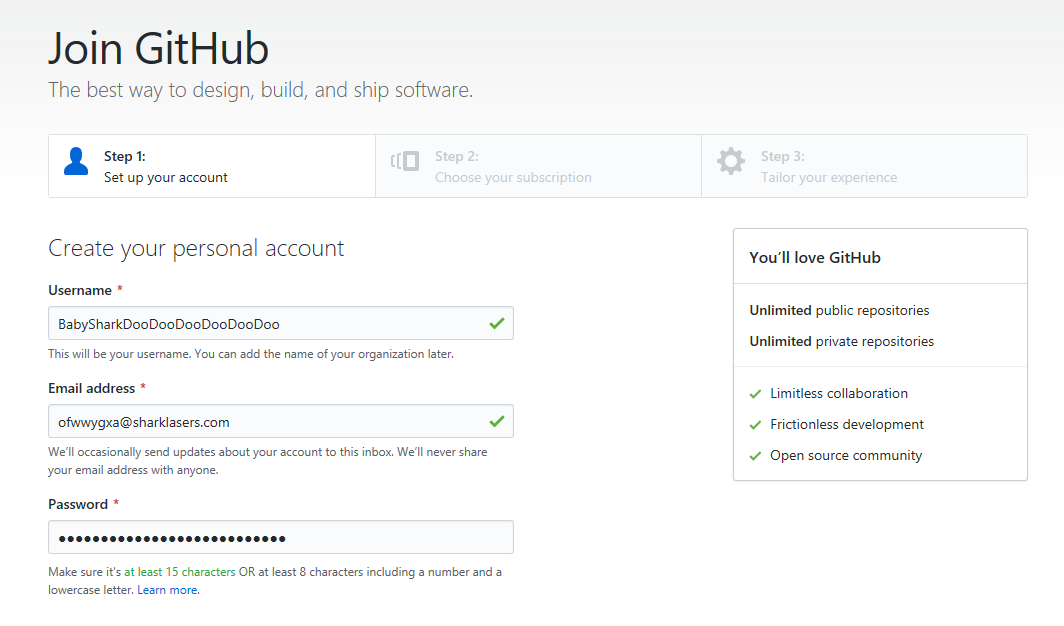 Join GitHub
The best way to design, build, and ship software.
Step 1:
Set up your account
Step 2:
Choose your subscription
Step 3:
Tailor your experience
Create your personal account
Username *
BabySharkDooDooDooDooDooDoo
This will be your username. You can add the name of your organization later.
Email address *
ofwwygxa@sharklasers.com
We'll occasionally send updates about your account to this inbox. We'll never share
your email address with anyone.
Password *
•••••••••••••••••••••••••••
Make sure it's at least 15 characters OR at least 8 characters including a number and a
lowercase letter. Learn more.
You'll love GitHub
Unlimited public repositories
Unlimited private repositories
Limitless collaboration
Frictionless development
Open source community